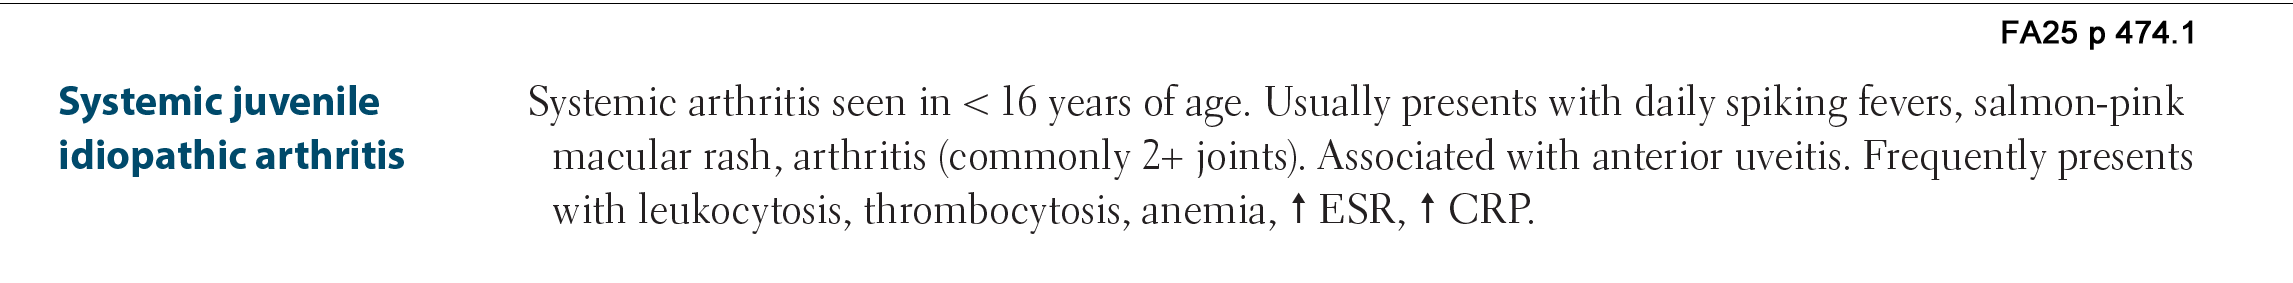 FA25 p 474.1
Systemic juvenile
idiopathic arthritis
Systemic arthritis seen in < 16 years of age. Usually presents with daily spiking fevers, salmon-pink
macular rash, arthritis (commonly 2+ joints). Associated with anterior uveitis. Frequently presents
with leukocytosis, thrombocytosis, anemia, ↑ ESR, ↑ CRP.